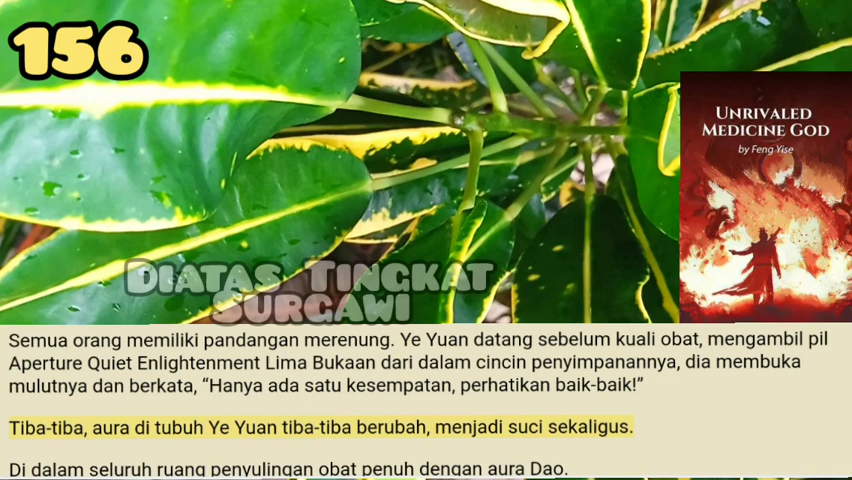 156
UNRIVALED
MEDICINE GOD
by Feng Yise
DIATAS TINGKAT
SURGAWI
Semua orang memiliki pandangan merenung. Ye Yuan datang sebelum kuali obat, mengambil pil
Aperture Quiet Enlightenment Lima Bukaan dari dalam cincin penyimpanannya, dia membuka
mulutnya dan berkata, “Hanya ada satu kesempatan, perhatikan baik-baik!”
Tiba-tiba, aura di tubuh Ye Yuan tiba-tiba berubah, menjadi suci sekaligus.
Di dalam seluruh ruang penyulingan obat penuh dengan aura Dao.